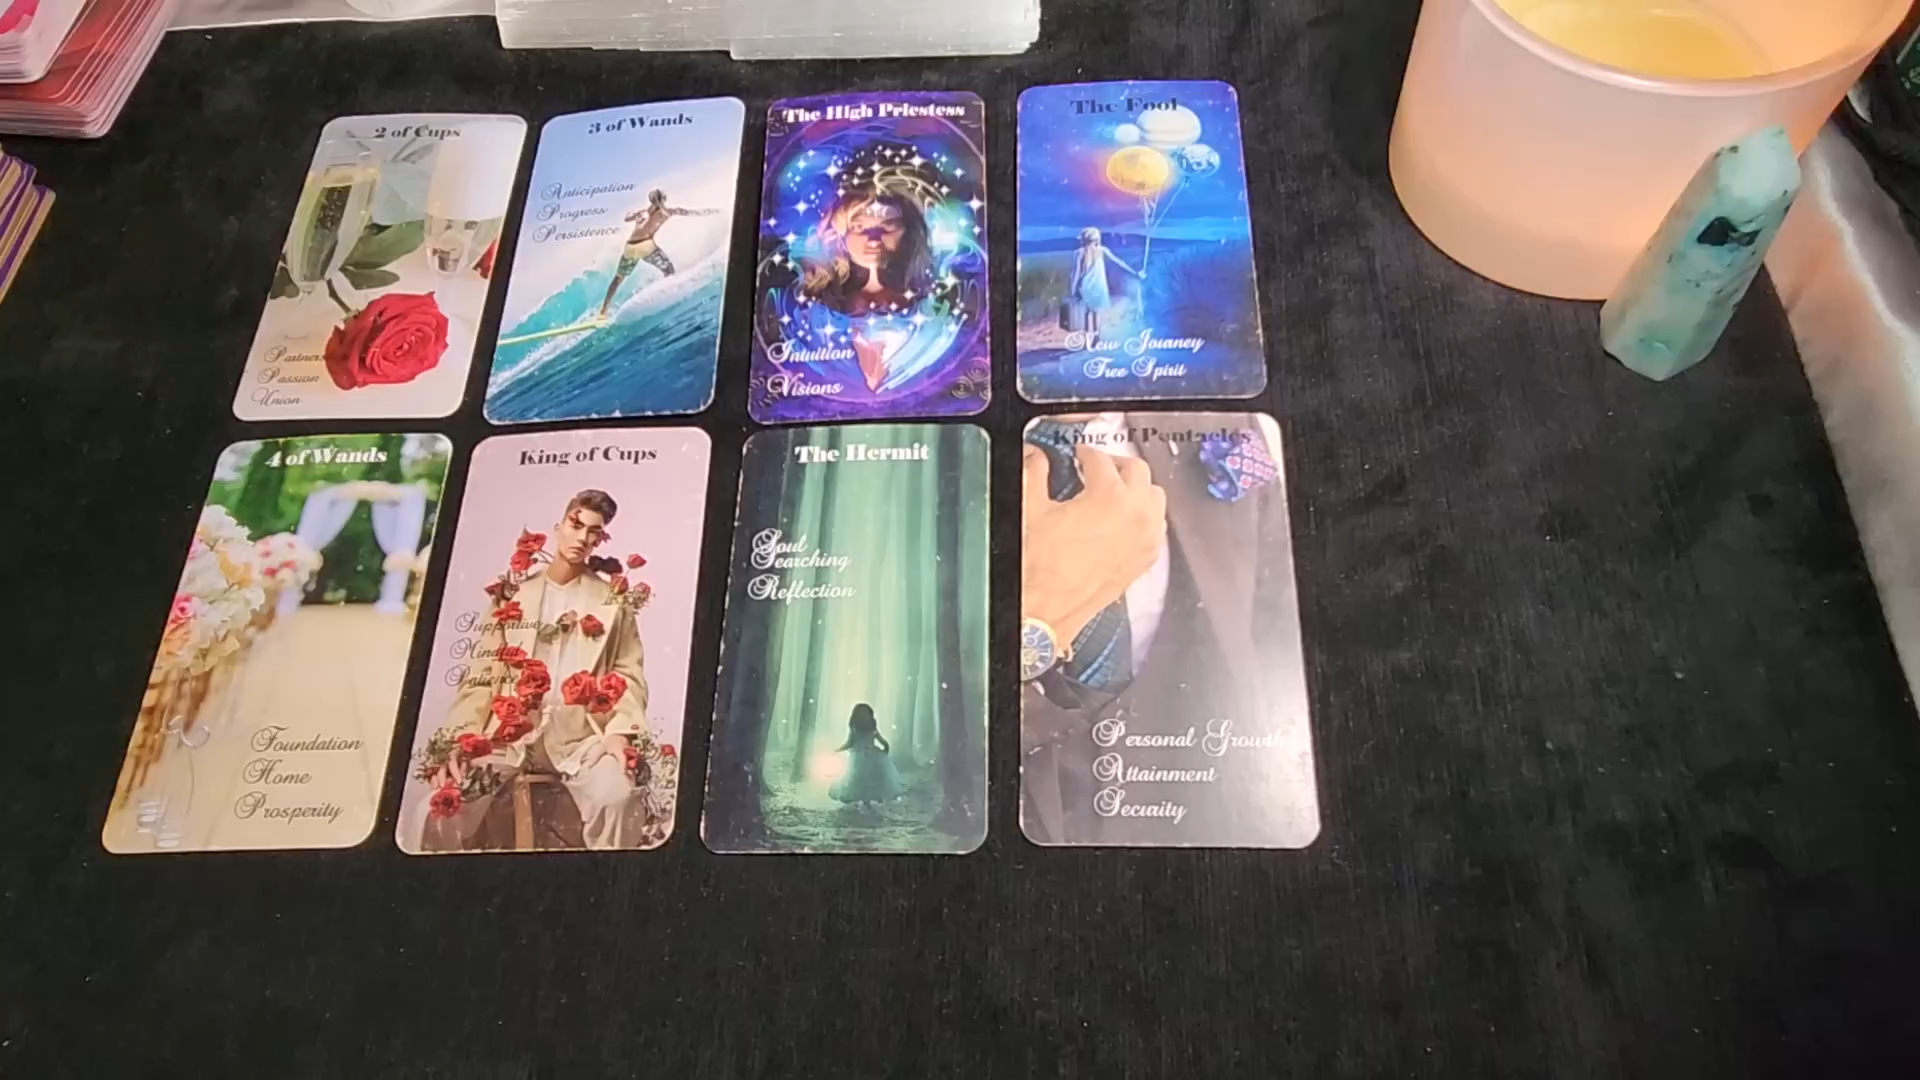 2 of Cups
Partners
Passion
Union
3 of Wands
Anticipation
Progress
Persistence
The High Priestess
Intuition
Visions
The Fool
New Journey
Free Spirit
4 of Wands
Foundation
Home
Prosperity
King of Cups
Supportive
Mindful
Patience
The Hermit
Soul
Searching
Reflection
King of Pentacles
Personal Growth
Attainment
Security